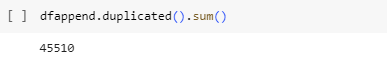 [ ] dfappend.duplicated().sum()
45510